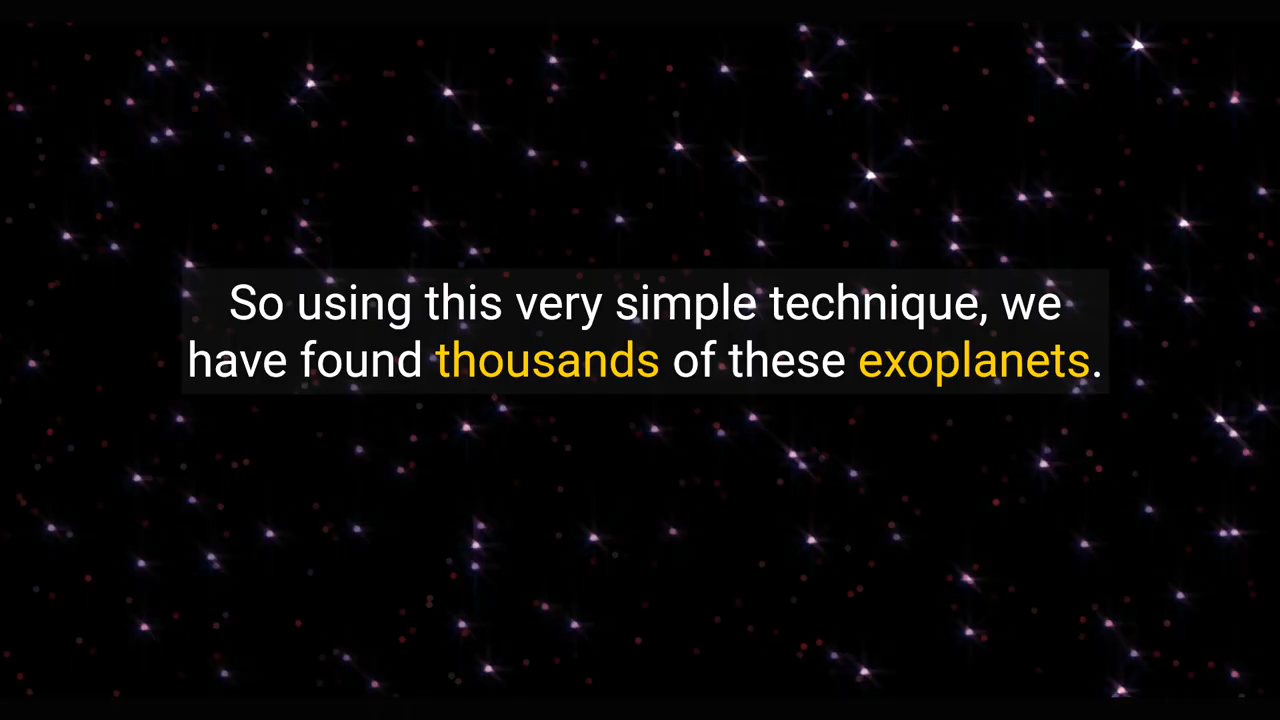 So using this very simple technique, we
have found thousands of these exoplanets.